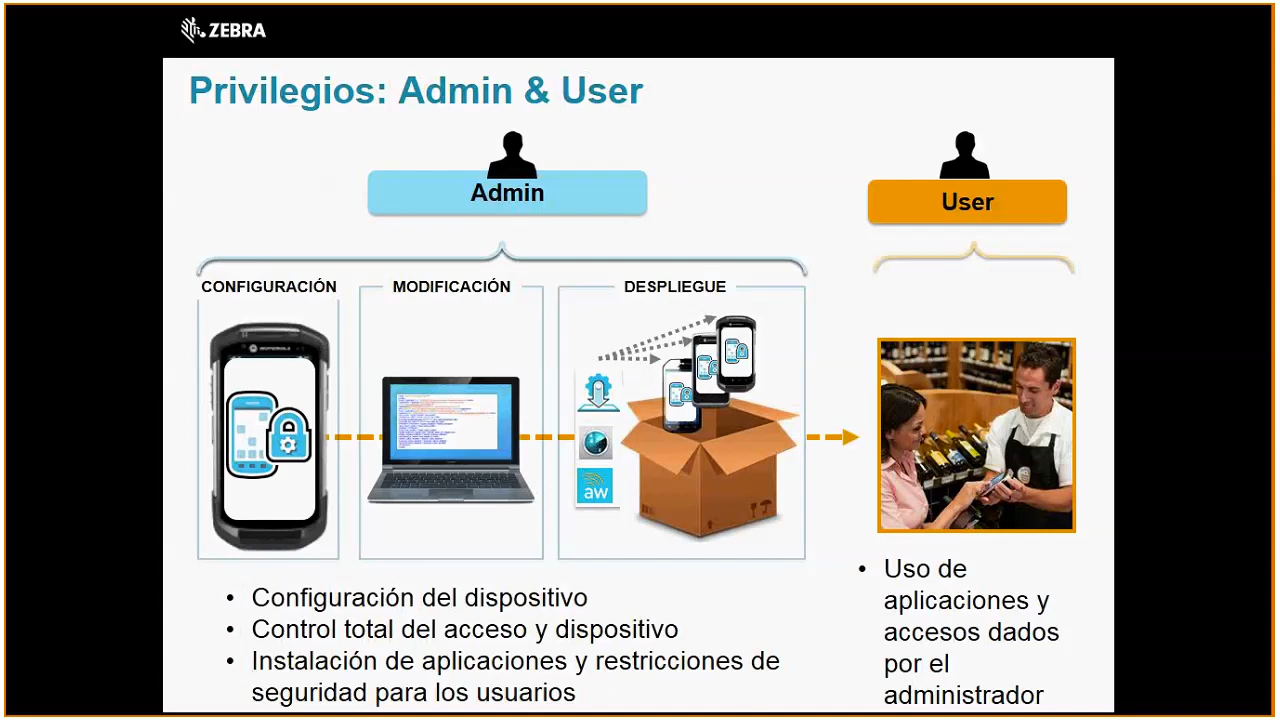 ZEBRA
Privilegios: Admin & User
Admin
User
CONFIGURACIÓN
MODIFICACIÓN
DESPLIEGUE
MOTOROLA
aw
• Configuración del dispositivo
• Control total del acceso y dispositivo
• Instalación de aplicaciones y restricciones de
seguridad para los usuarios
• Uso de
aplicaciones y
accesos dados
por el
administrador